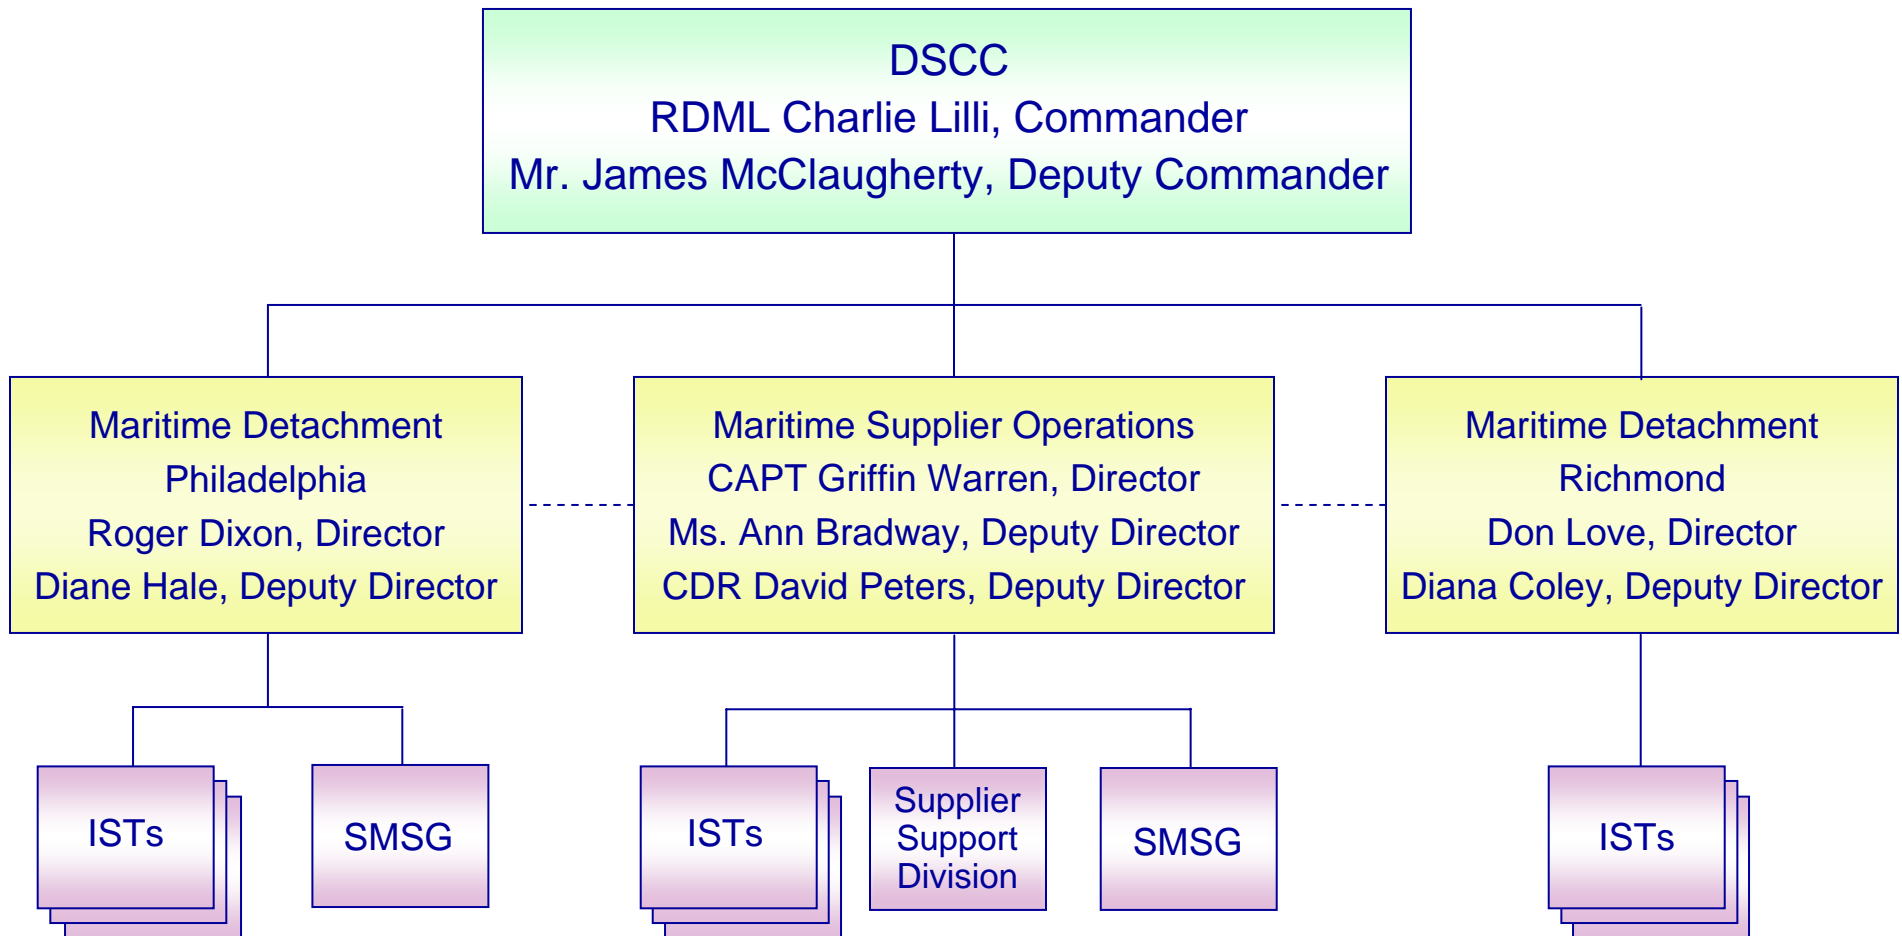 DSCC
RDML Charlie Lilli, Commander
Mr. James McClaugherty, Deputy Commander
Maritime Detachment
Philadelphia
Roger Dixon, Director
Diane Hale, Deputy Director
Maritime Supplier Operations
CAPT Griffin Warren, Director
Ms. Ann Bradway, Deputy Director
CDR David Peters, Deputy Director
Maritime Detachment
Richmond
Don Love, Director
Diana Coley, Deputy Director
ISTs
SMSG
ISTs
Supplier
Support
Division
SMSG
ISTs